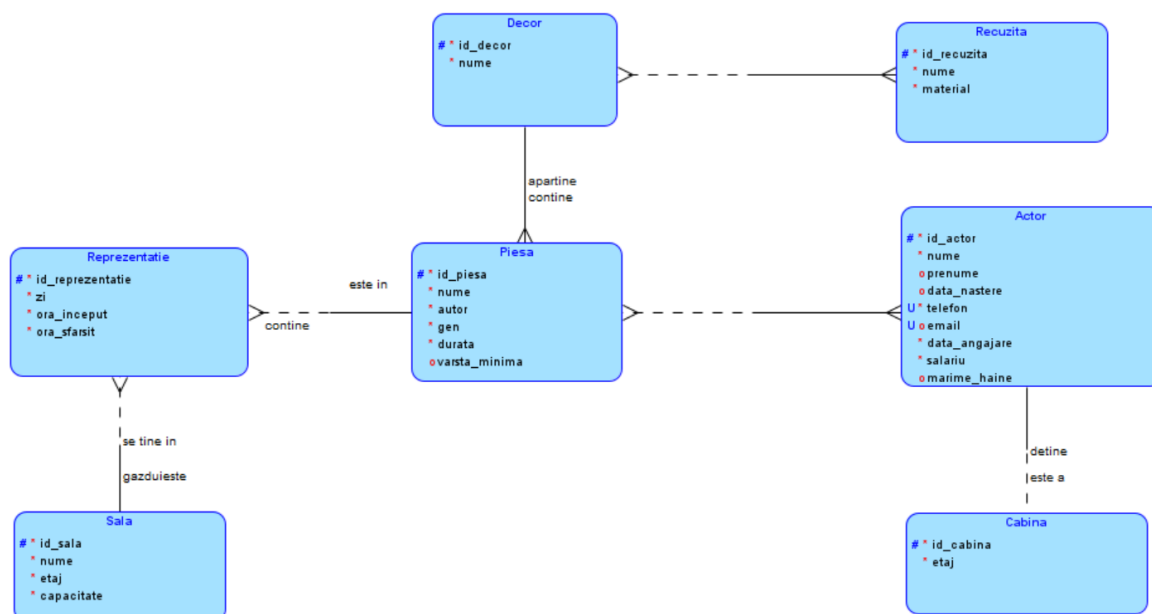 Decor
# * id_decor
* nume
Recuzita
# * id_recuzita
* nume
* material
apartine
contine
Reprezentatie
# * id_reprezentatie
* zi
* ora_inceput
* ora_sfarsit
este in
contine
Piesa
# * id_piesa
* nume
* autor
* gen
* durata
o varsta_minima
Actor
# * id_actor
* nume
o prenume
o data_nastere
U * telefon
U o email
* data_angajare
* salariu
o marime_haine
se tine in
gazduieste
detine
este a
Sala
# * id_sala
* nume
* etaj
* capacitate
Cabina
# * id_cabina
* etaj